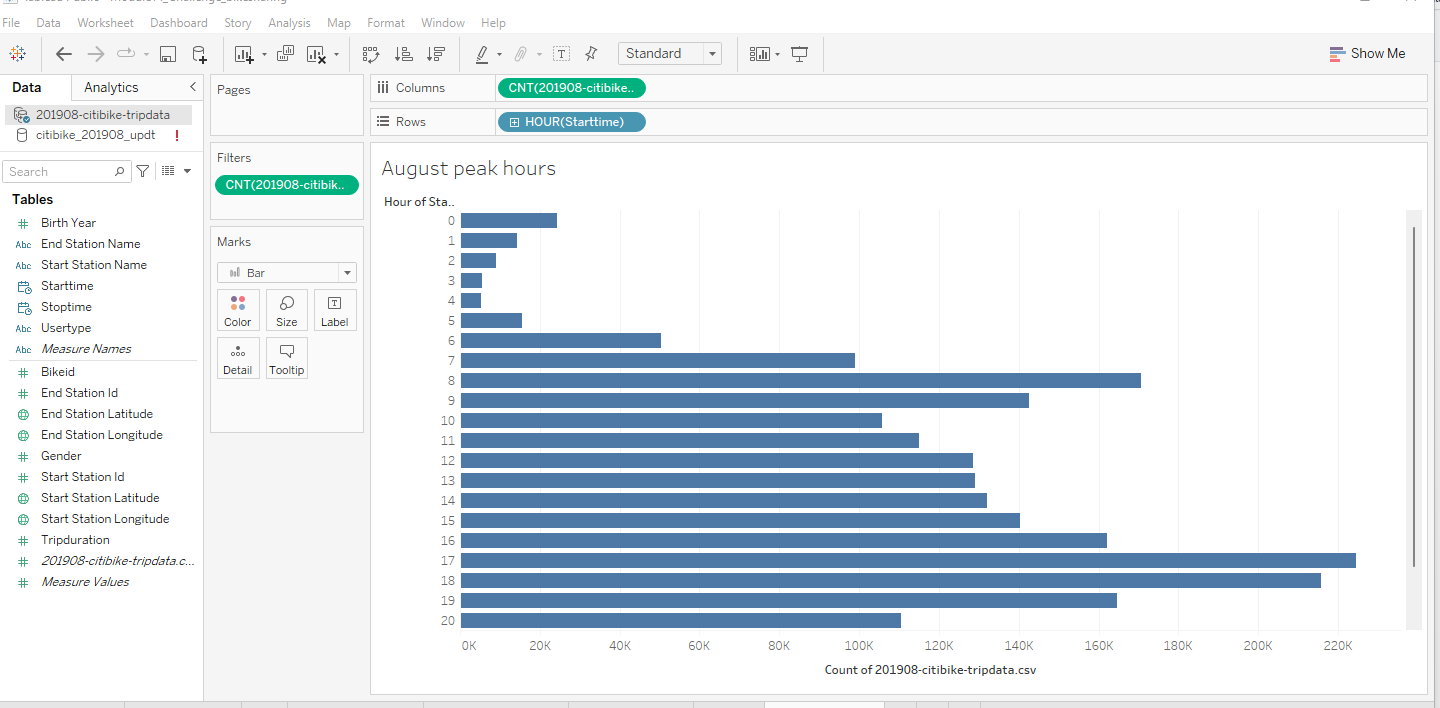 File Data Worksheet Dashboard Story Analysis Map Format Window Help
Standard
Show Me
Data Analytics
201908-citibike-tripdata
citibike_201908_updt !
Search
Tables
# Birth Year
Abc End Station Name
Abc Start Station Name
Starttime
Stoptime
Abc Usertype
Abc Measure Names
# Bikeid
# End Station Id
End Station Latitude
End Station Longitude
# Gender
# Start Station Id
Start Station Latitude
Start Station Longitude
# Tripduration
# 201908-citibike-tripdata.c...
# Measure Values
Pages
Filters
CNT(201908-citibik..
Marks
Bar
Color Size Label
Detail Tooltip
Columns CNT(201908-citibike..
Rows HOUR(Starttime)
August peak hours
Hour of Sta..
0
1
2
3
4
5
6
7
8
9
10
11
12
13
14
15
16
17
18
19
20
0K 20K 40K 60K 80K 100K 120K 140K 160K 180K 200K 220K
Count of 201908-citibike-tripdata.csv